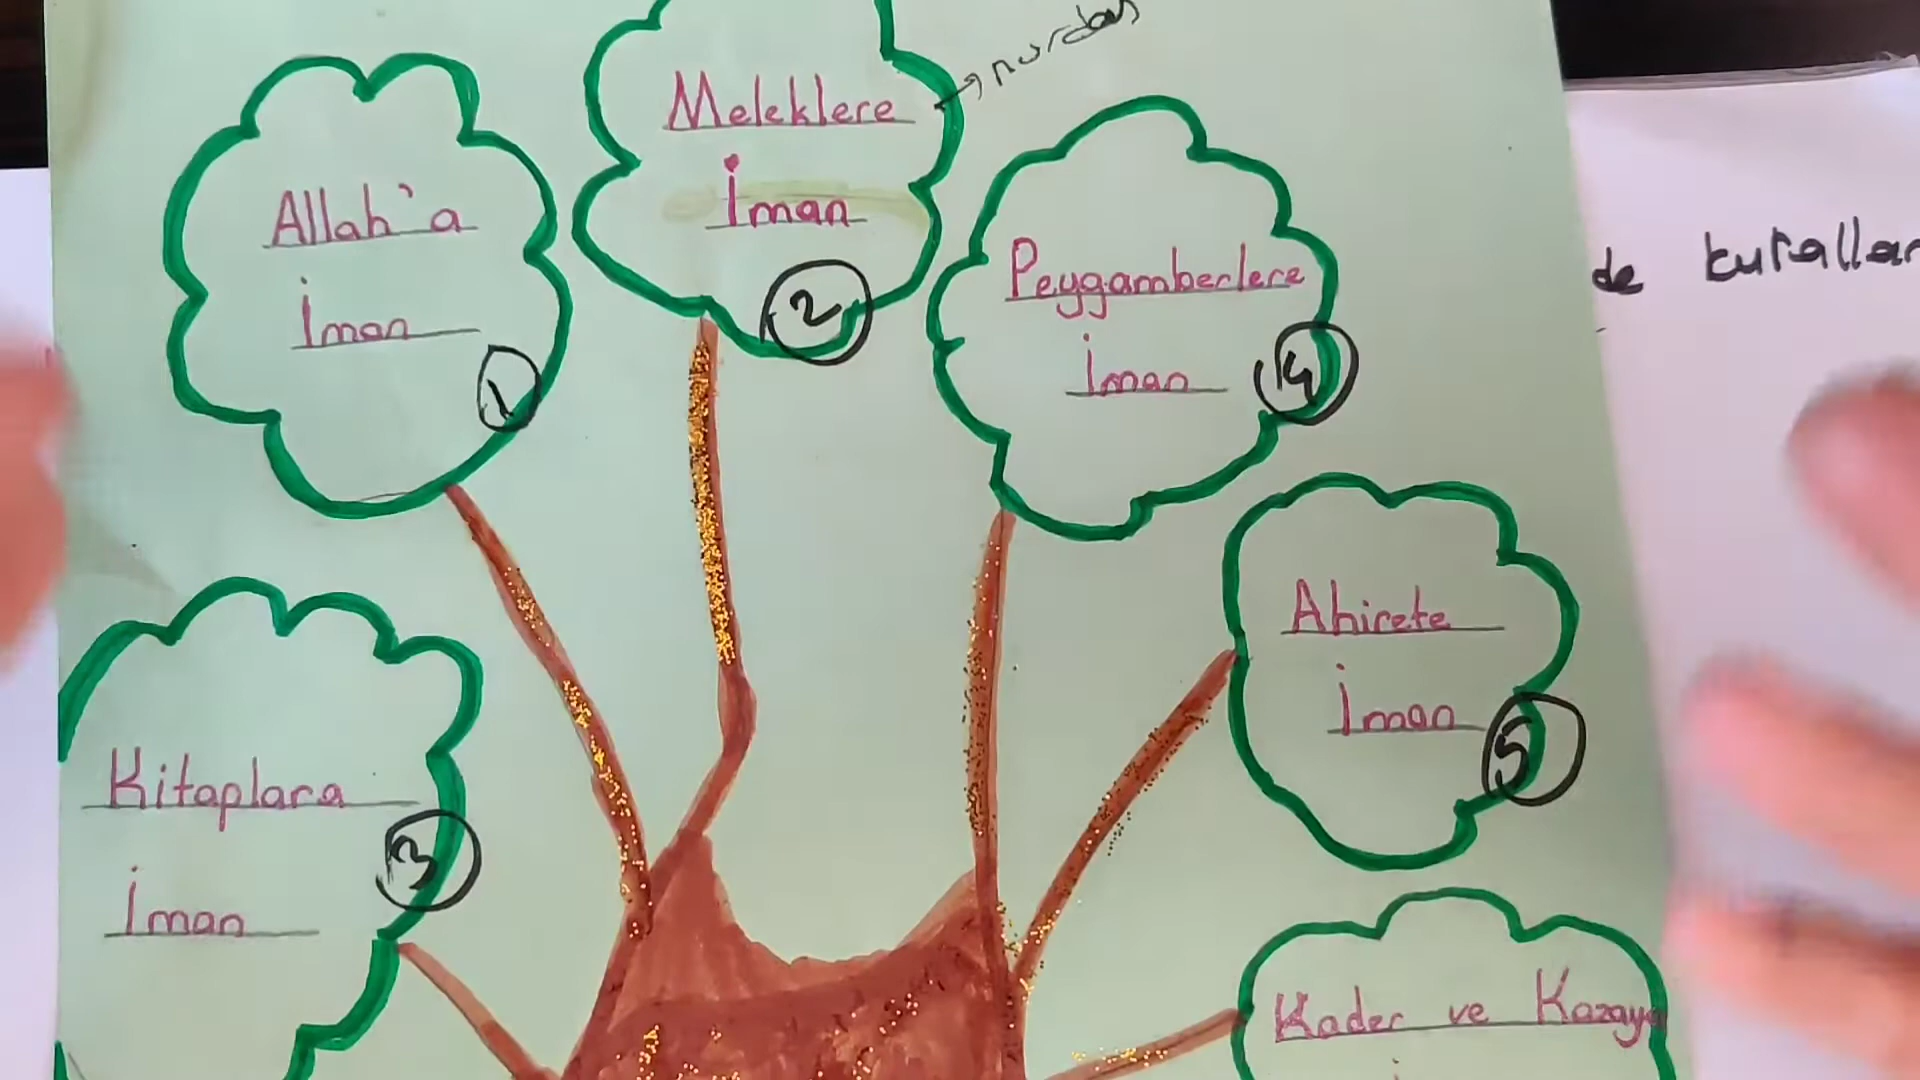 Allah'a
İman
1
Meleklere
İman
2
→ nurdan
Peygamberlere
İman
4
Ahirete
İman
5
Kitaplara
İman
3
Kader ve Kazaya
de kurallar